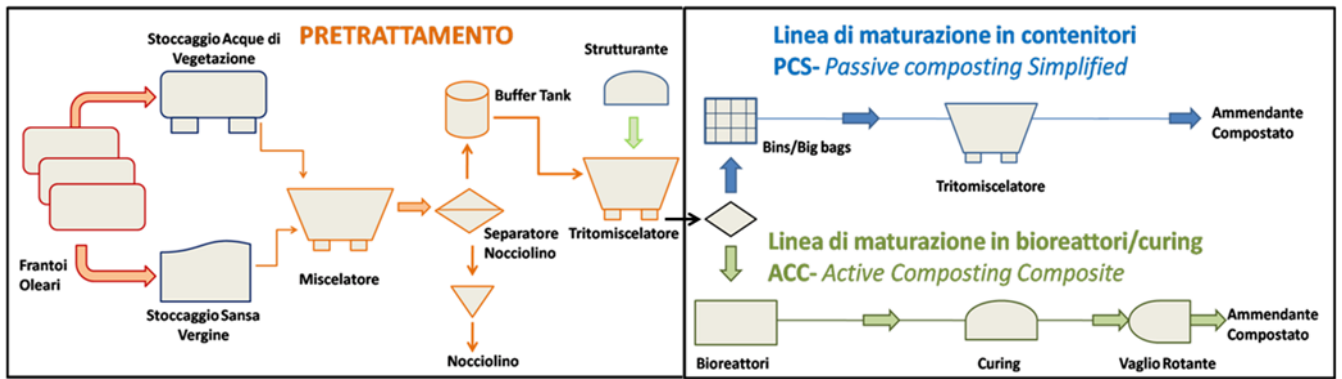 Stoccaggio Acque di
Vegetazione
PRETRATTAMENTO
Strutturante
Buffer Tank
Frantoi
Oleari
Miscelatore
Separatore
Nocciolino
Tritomiscelatore
Stoccaggio Sansa
Vergine
Nocciolino
Linea di maturazione in contenitori
PCS- Passive composting Simplified
Ammendante
Compostato
Bins/Big bags
Tritomiscelatore
Linea di maturazione in bioreattori/curing
ACC- Active Composting Composite
Ammendante
Compostato
Bioreattori
Curing
Vaglio Rotante